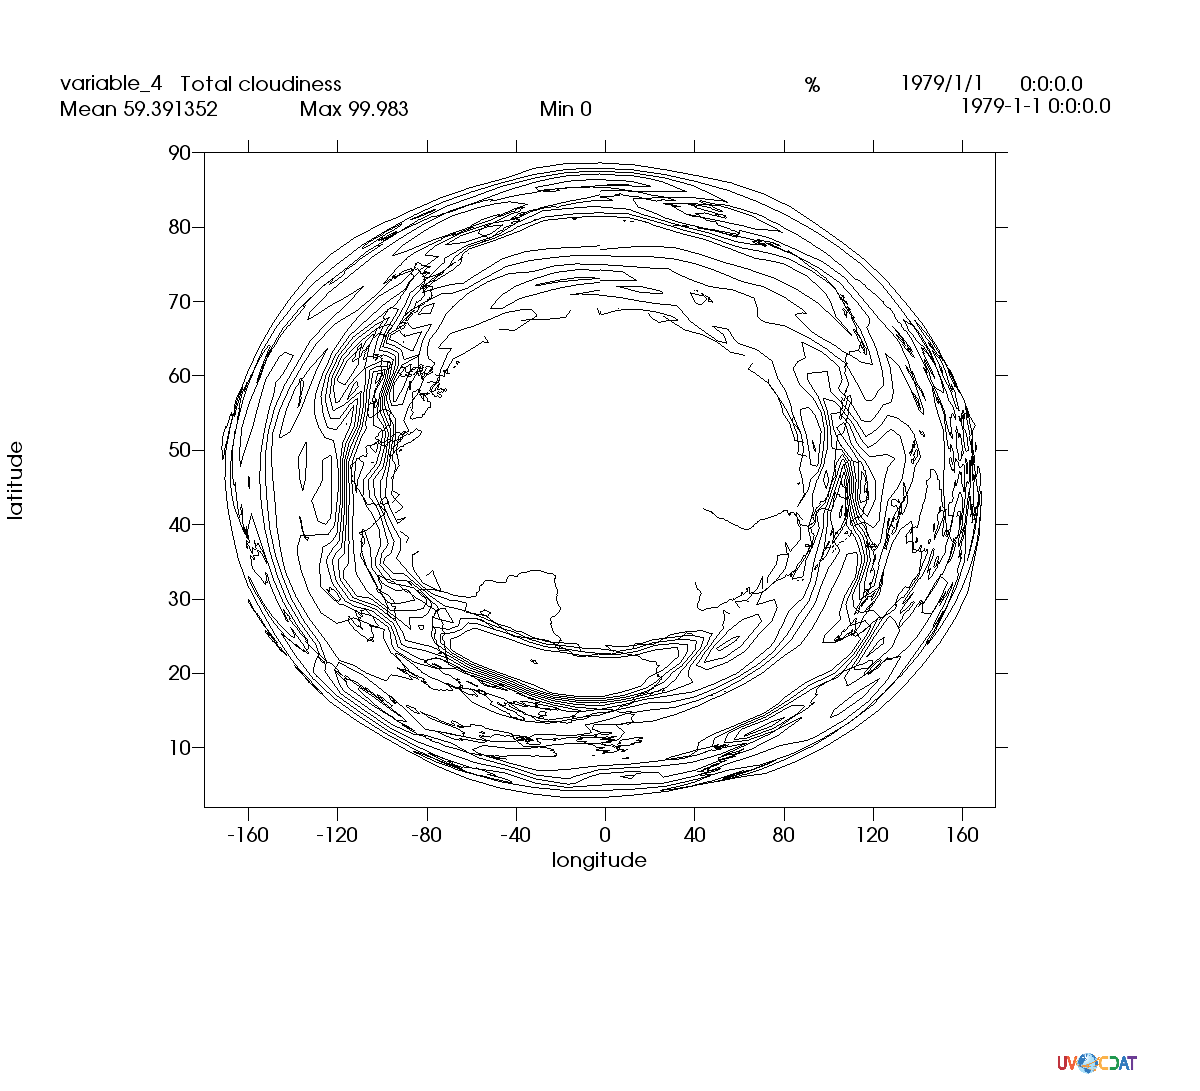 variable_4 Total cloudiness % 1979/1/1 0:0:0.0
Mean 59.391352 Max 99.983 Min 0 1979-1-1 0:0:0.0
90
80
70
60
50
40
30
20
10
latitude
-160 -120 -80 -40 0 40 80 120 160
longitude
UV CDAT